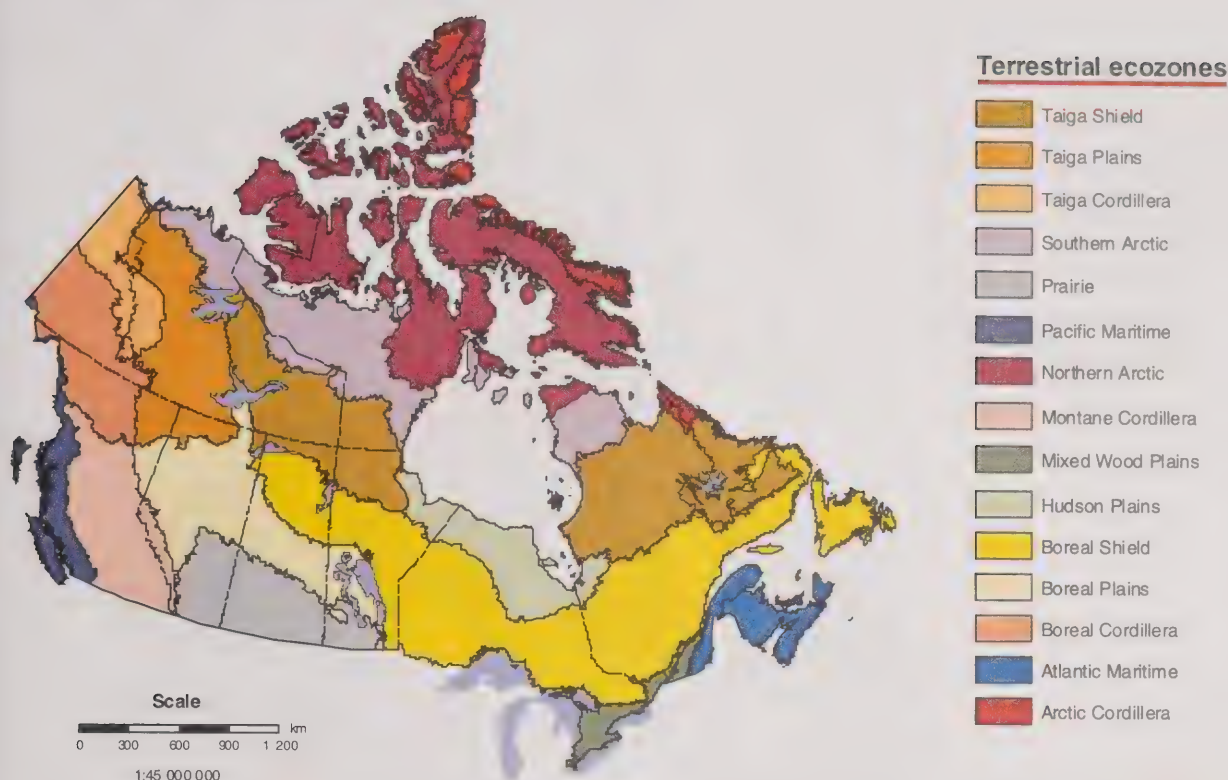 Terrestrial ecozones
Taiga Shield
Taiga Plains
Taiga Cordillera
Southern Arctic
Prairie
Pacific Maritime
Northern Arctic
Montane Cordillera
Mixed Wood Plains
Hudson Plains
Boreal Shield
Boreal Plains
Boreal Cordillera
Atlantic Maritime
Arctic Cordillera
Scale
km
0 300 600 900 1 200
1:45 000 000